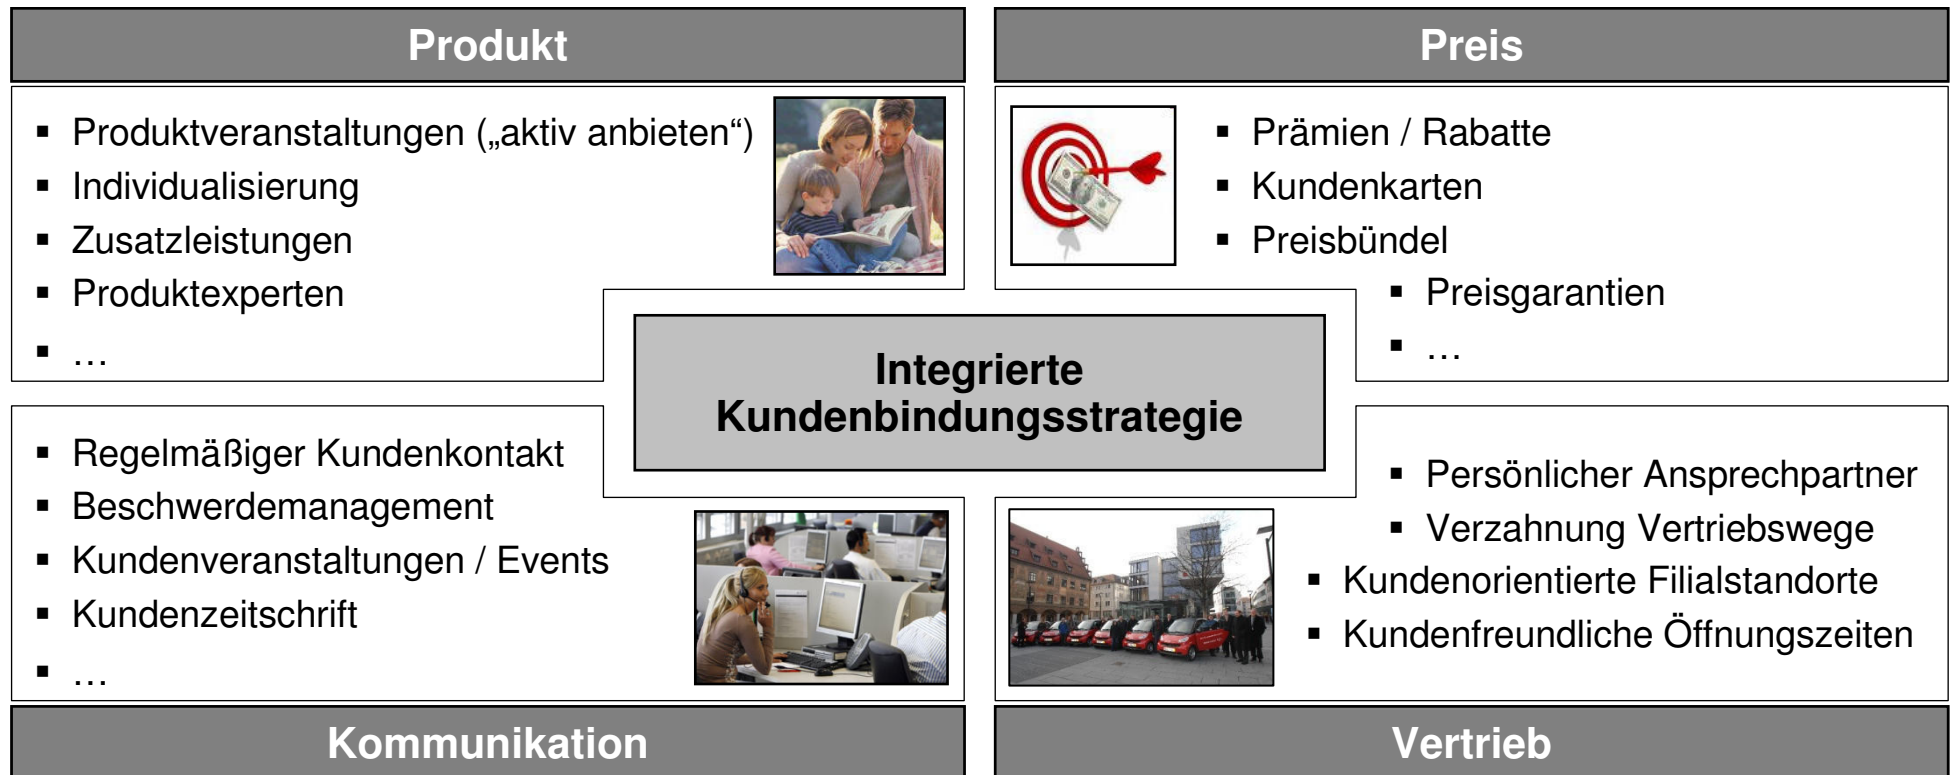 Produkt
▪ Produktveranstaltungen („aktiv anbieten“)
▪ Individualisierung
▪ Zusatzleistungen
▪ Produktexperten
▪ …
Preis
▪ Prämien / Rabatte
▪ Kundenkarten
▪ Preisbündel
▪ Preisgarantien
▪ …
Integrierte
Kundenbindungsstrategie
▪ Regelmäßiger Kundenkontakt
▪ Beschwerdemanagement
▪ Kundenveranstaltungen / Events
▪ Kundenzeitschrift
▪ …
Kommunikation
▪ Persönlicher Ansprechpartner
▪ Verzahnung Vertriebswege
▪ Kundenorientierte Filialstandorte
▪ Kundenfreundliche Öffnungszeiten
Vertrieb